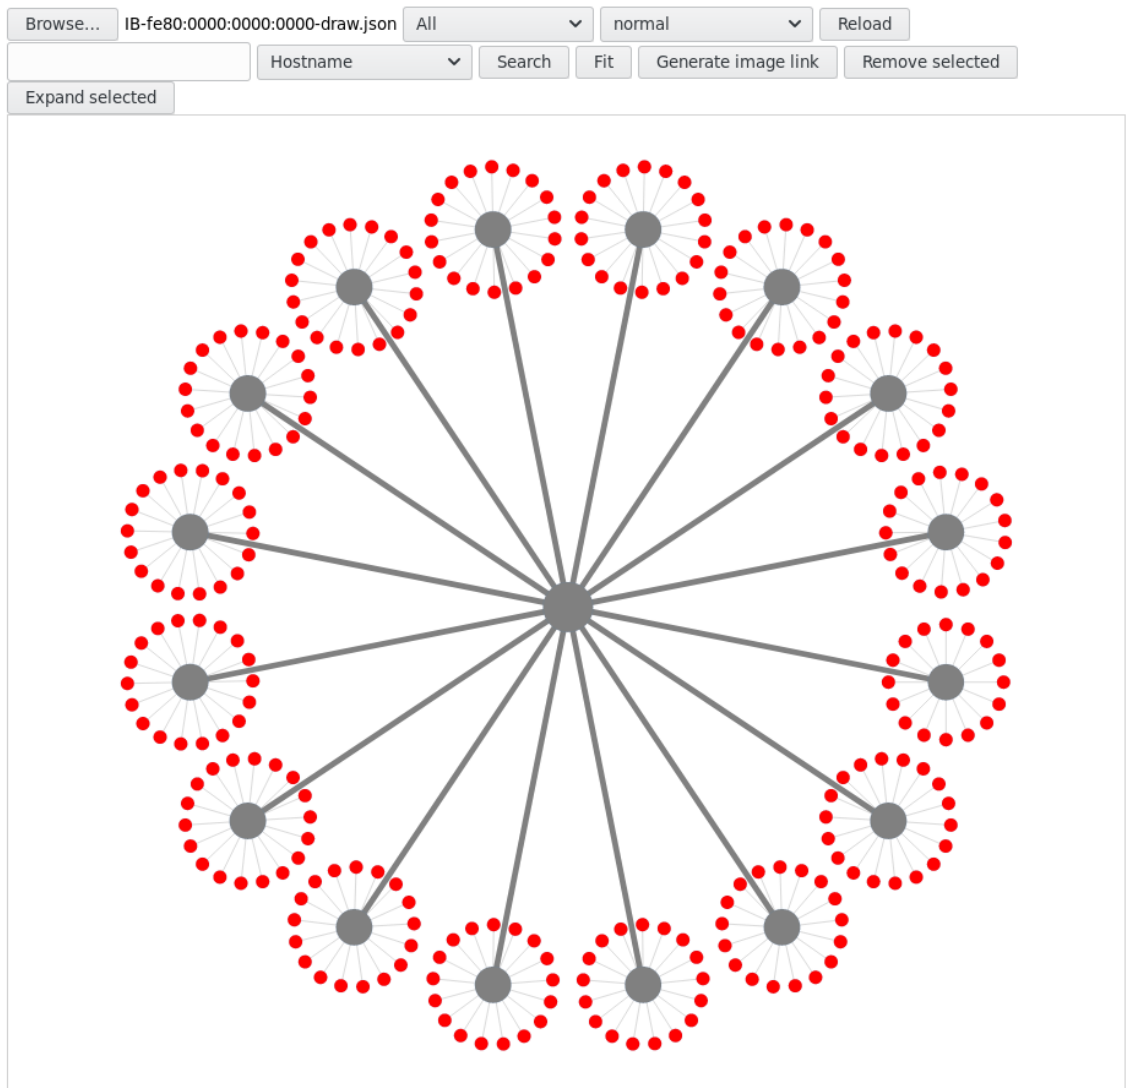 Browse... IB-fe80:0000:0000:0000-draw.json All normal Reload
Hostname Search Fit Generate image link Remove selected
Expand selected